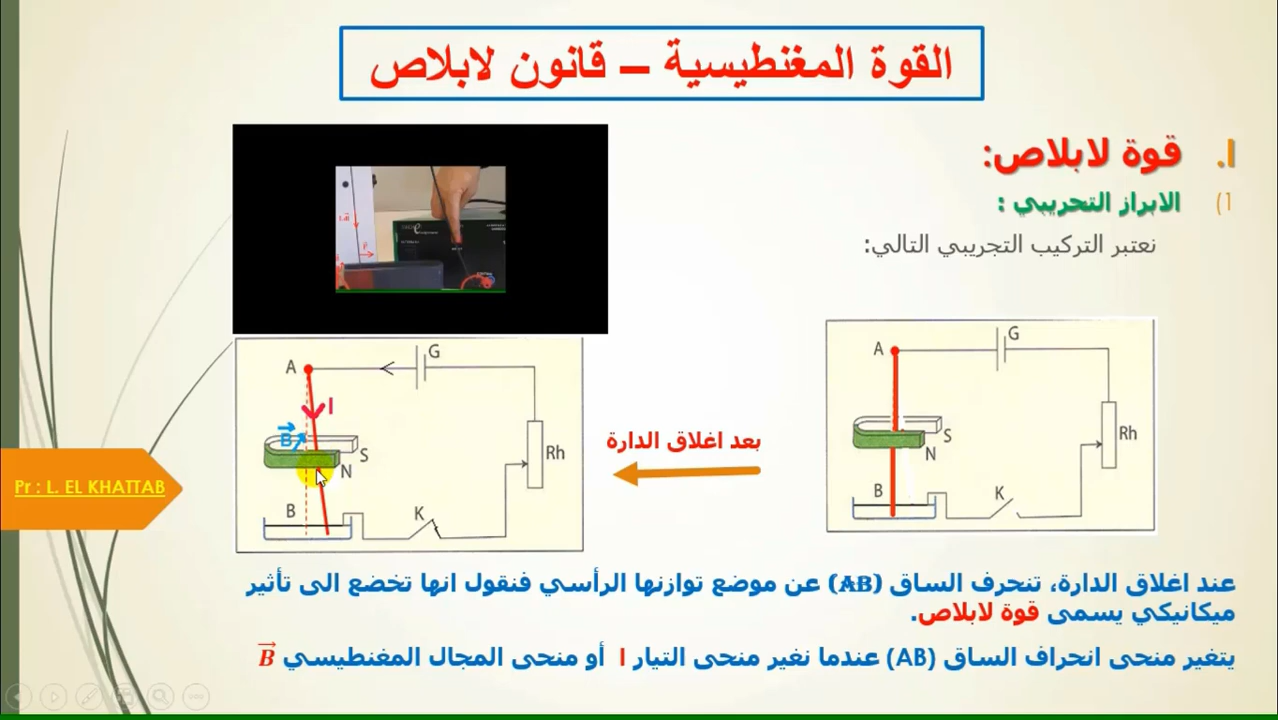 القوة المغنطيسية – قانون لابلاص
I. قوة لابلاص:
1) الابراز التجريبي :
نعتبر التركيب التجريبي التالي:
A
G
S
N
Rh
B
K
بعد اغلاق الدارة
A
G
I
B
S
N
Rh
B
K
Pr : L. EL KHATTAB
عند اغلاق الدارة، تنحرف الساق (AB) عن موضع توازنها الرأسي فنقول انها تخضع الى تأثير
ميكانيكي يسمى قوة لابلاص.
يتغير منحى انحراف الساق (AB) عندما نغير منحى التيار I أو منحى المجال المغنطيسي B